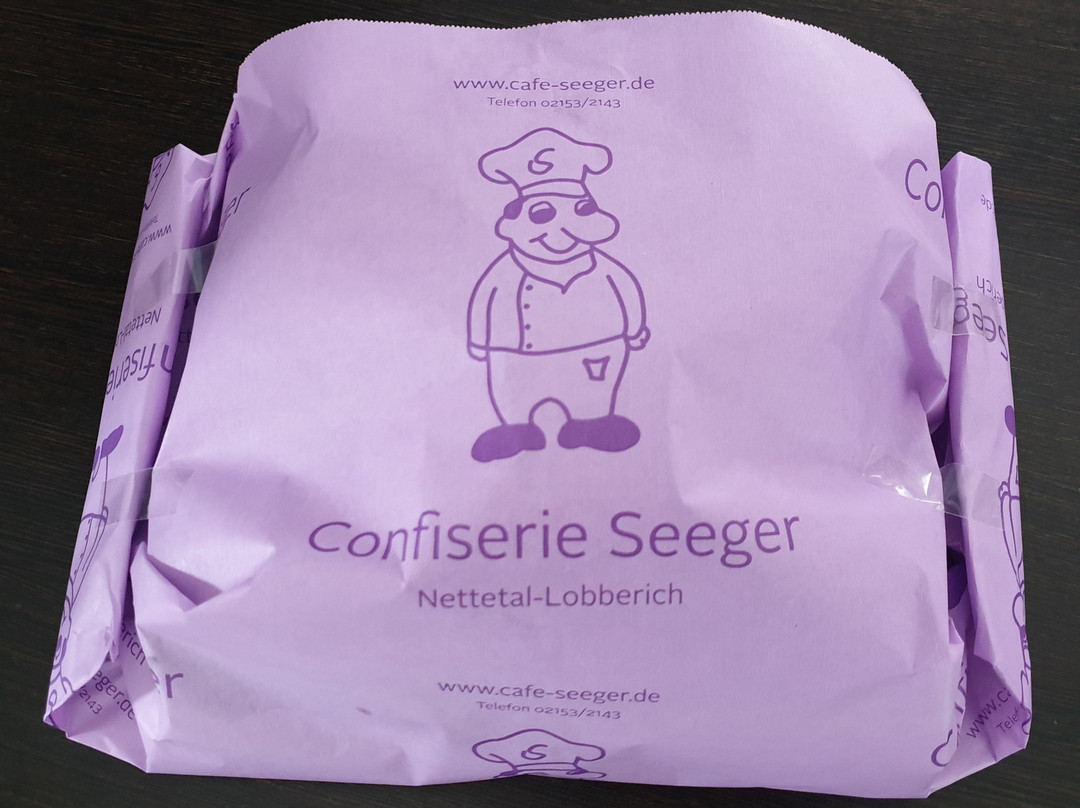 www.cafe-seeger.de
Telefon 02153/2143
S
Confiserie Seeger
Nettetal-Lobberich
www.cafe-seeger.de
Telefon 02153/2143
S